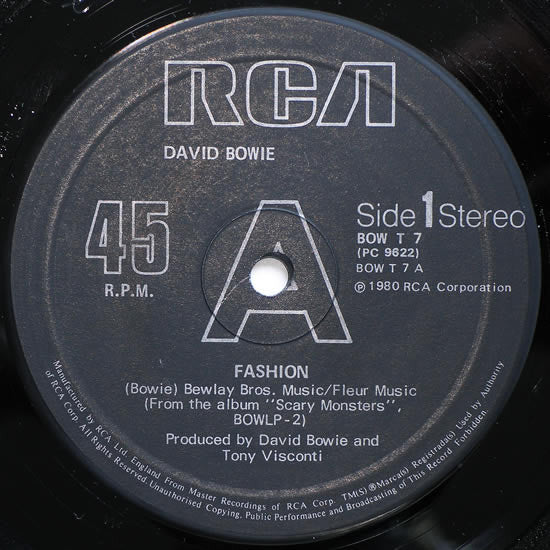 RCA
DAVID BOWIE
45
R.P.M.
A
Side 1 Stereo
BOW T 7
(PC 9622)
BOW T 7 A
℗ 1980 RCA Corporation
FASHION
(Bowie) Bewlay Bros. Music/Fleur Music
(From the album "Scary Monsters",
BOWLP-2)
Produced by David Bowie and
Tony Visconti
Manufactured by RCA Ltd, England From Master Recordings of RCA Corp. TM(S) ®Marca(s) Registrada(s) Used by Authority
of RCA Corp. All Rights Reserved Unauthorised Copying, Public Performance and Broadcasting of This Record Forbidden.